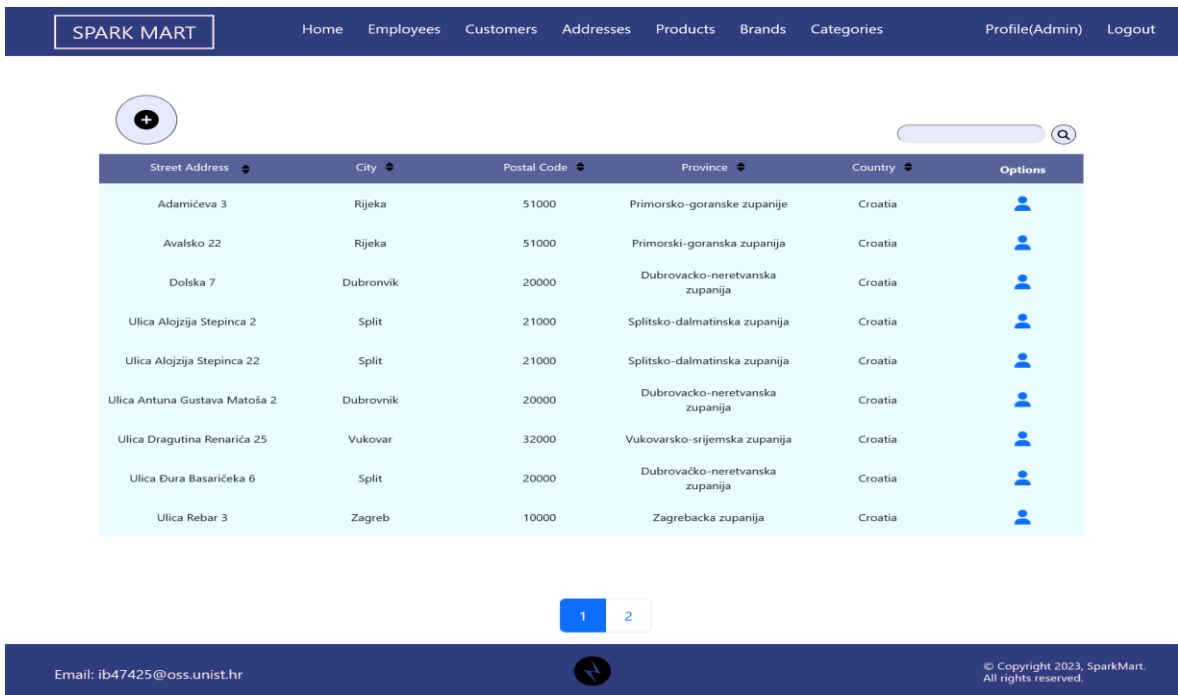 SPARK MART Home Employees Customers Addresses Products Brands Categories Profile(Admin) Logout
Street Address City Postal Code Province Country Options
Adamićeva 3 Rijeka 51000 Primorsko-goranske zupanije Croatia
Avalsko 22 Rijeka 51000 Primorski-goranska zupanija Croatia
Dolska 7 Dubronvik 20000 Dubrovacko-neretvanska zupanija Croatia
Ulica Alojzija Stepinca 2 Split 21000 Splitsko-dalmatinska zupanija Croatia
Ulica Alojzija Stepinca 22 Split 21000 Splitsko-dalmatinska zupanija Croatia
Ulica Antuna Gustava Matoša 2 Dubrovnik 20000 Dubrovacko-neretvanska zupanija Croatia
Ulica Dragutina Renarića 25 Vukovar 32000 Vukovarsko-srijemska zupanija Croatia
Ulica Đura Basaričeka 6 Split 20000 Dubrovačko-neretvanska zupanija Croatia
Ulica Rebar 3 Zagreb 10000 Zagrebacka zupanija Croatia
1 2
Email: ib47425@oss.unist.hr
© Copyright 2023, SparkMart.
All rights reserved.